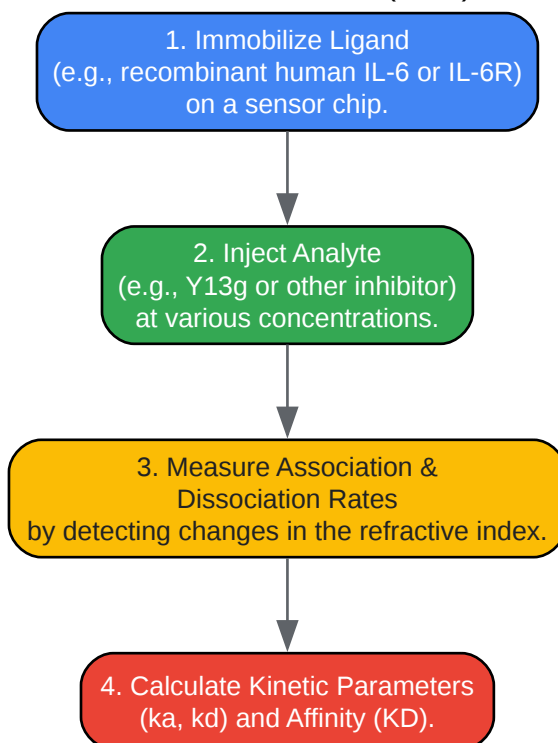 1. Immobilize Ligand
(e.g., recombinant human IL-6 or IL-6R)
on a sensor chip.
2. Inject Analyte
(e.g., Y13g or other inhibitor)
at various concentrations.
3. Measure Association &
Dissociation Rates
by detecting changes in the refractive index.
4. Calculate Kinetic Parameters
(ka, kd) and Affinity (KD).